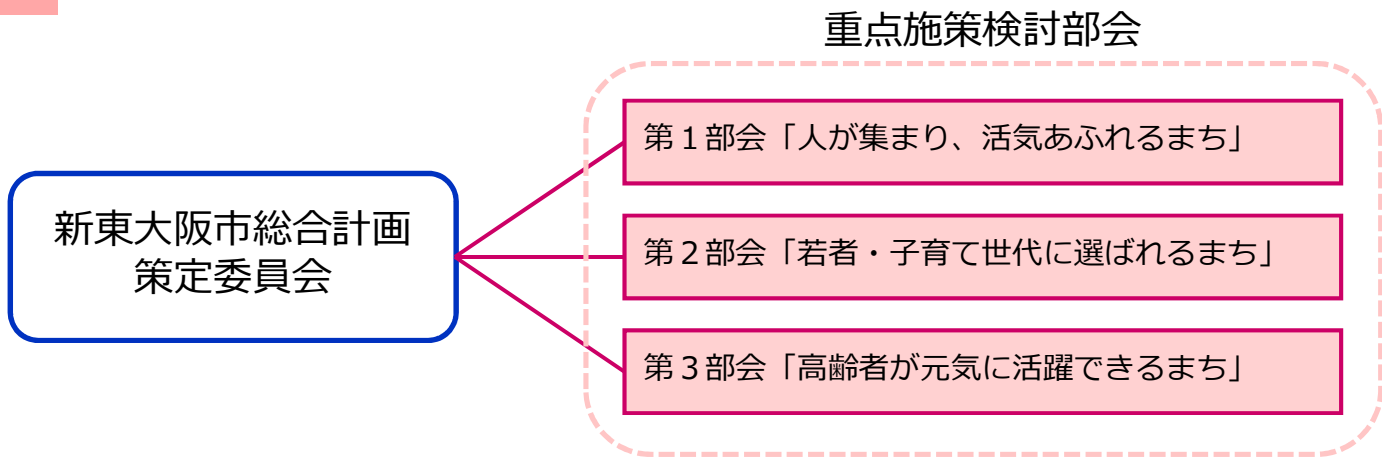 重点施策検討部会
新東大阪市総合計画
策定委員会
第１部会「人が集まり、活気あふれるまち」
第２部会「若者・子育て世代に選ばれるまち」
第３部会「高齢者が元気に活躍できるまち」